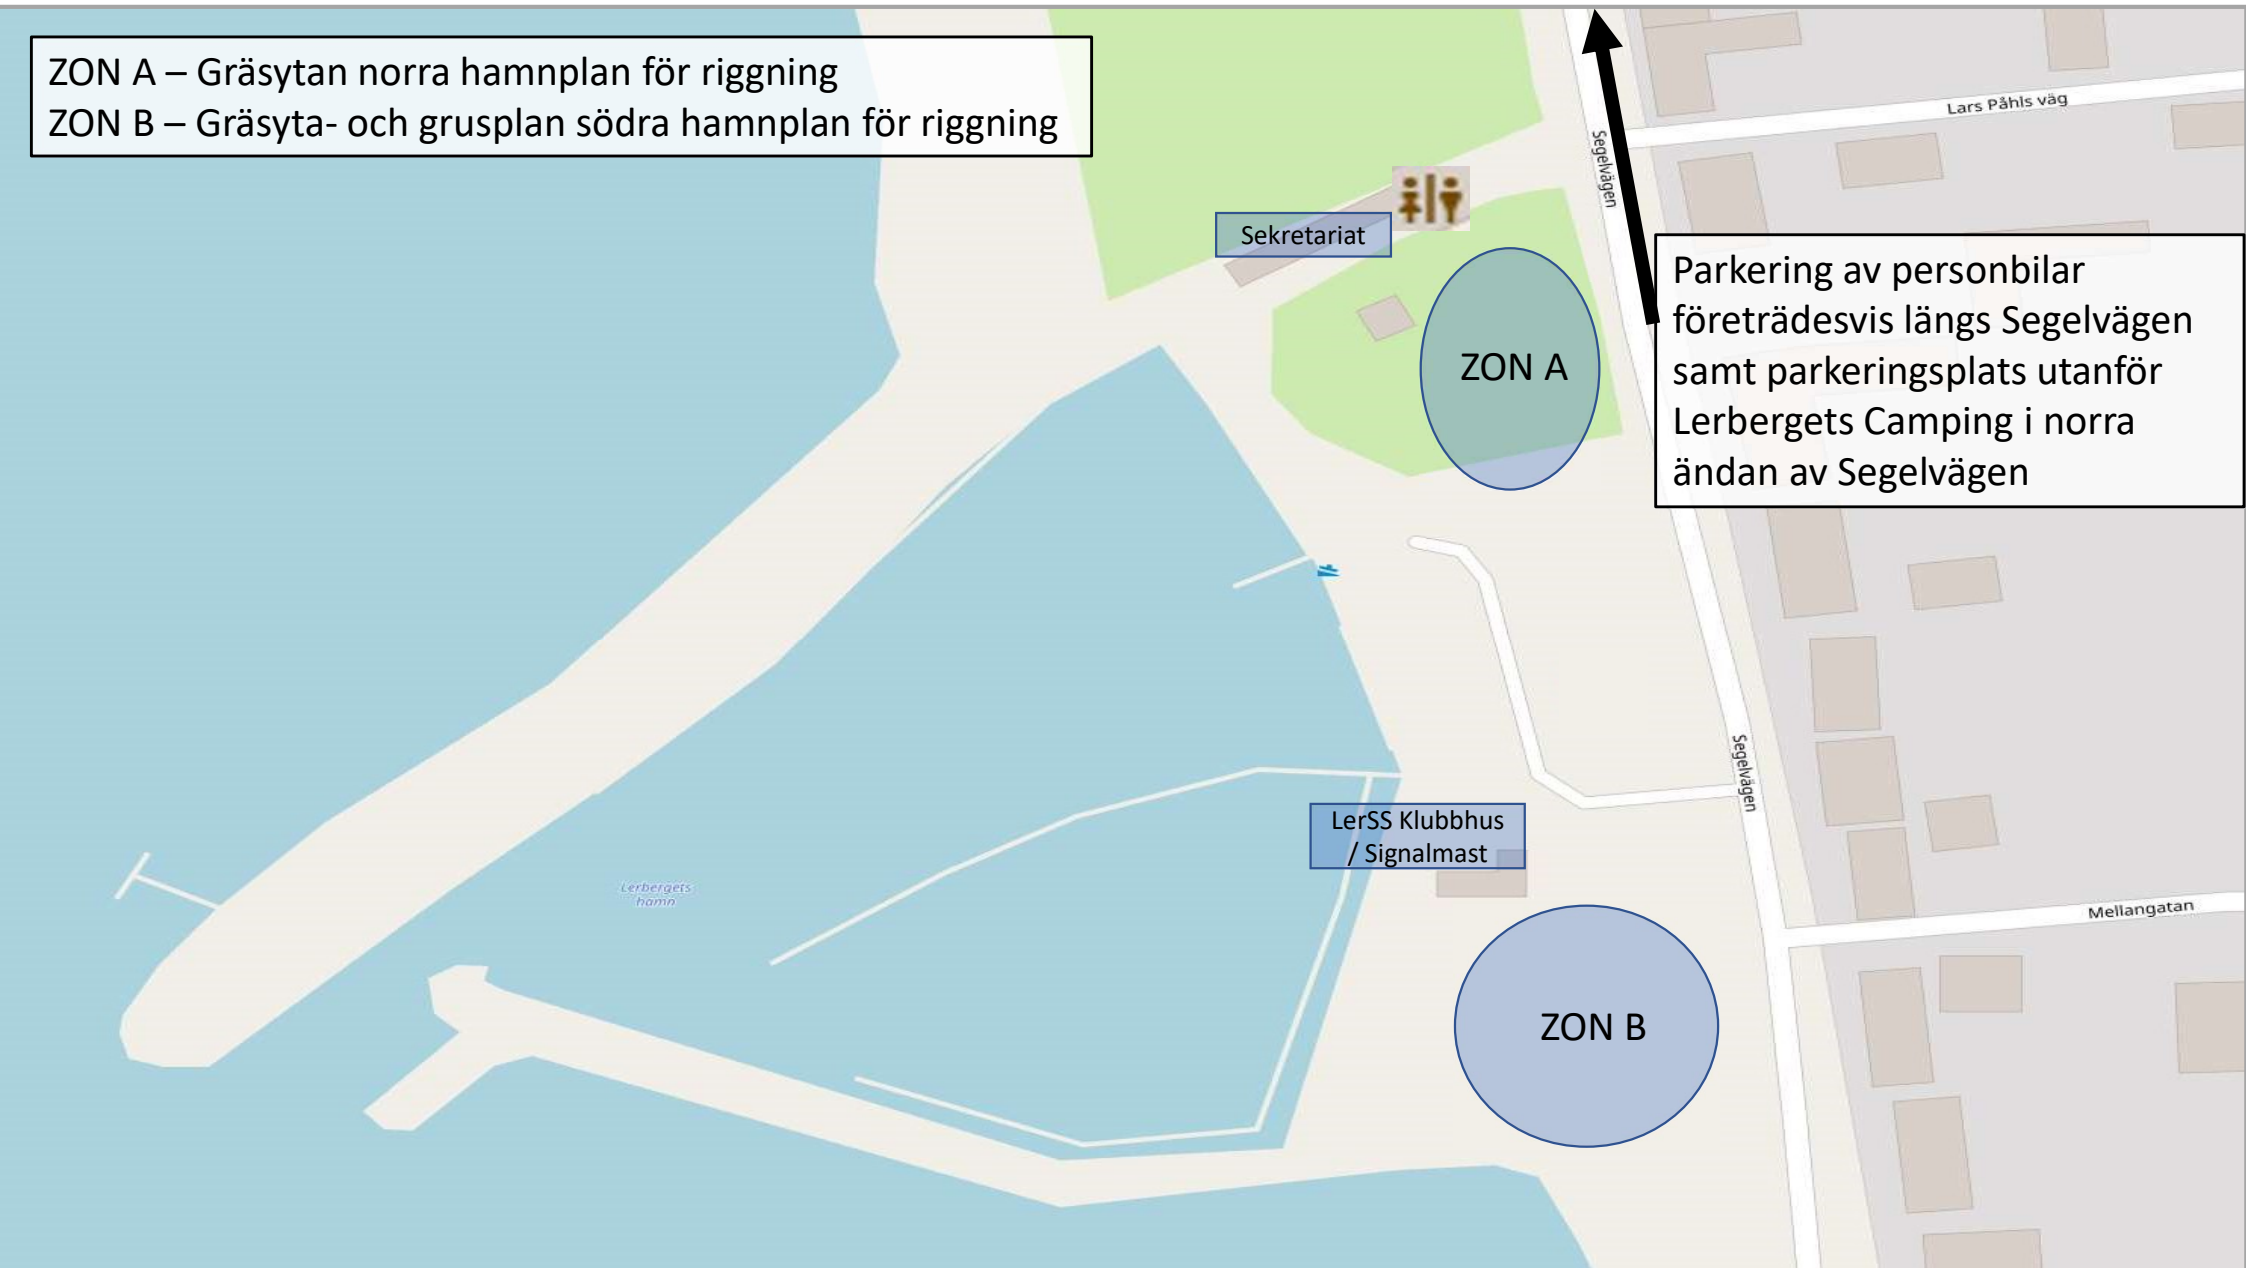 ZON A – Gräsytan norra hamnplan för riggning
ZON B – Gräsyta- och grusplan södra hamnplan för riggning
Lars Påhls väg
Segelvägen
Sekretariat
Parkering av personbilar
företrädesvis längs Segelvägen
samt parkeringsplats utanför
Lerbergets Camping i norra
ändan av Segelvägen
ZON A
Segelvägen
LerSS Klubbhus
/ Signalmast
Lerbergets
hamn
Mellangatan
ZON B